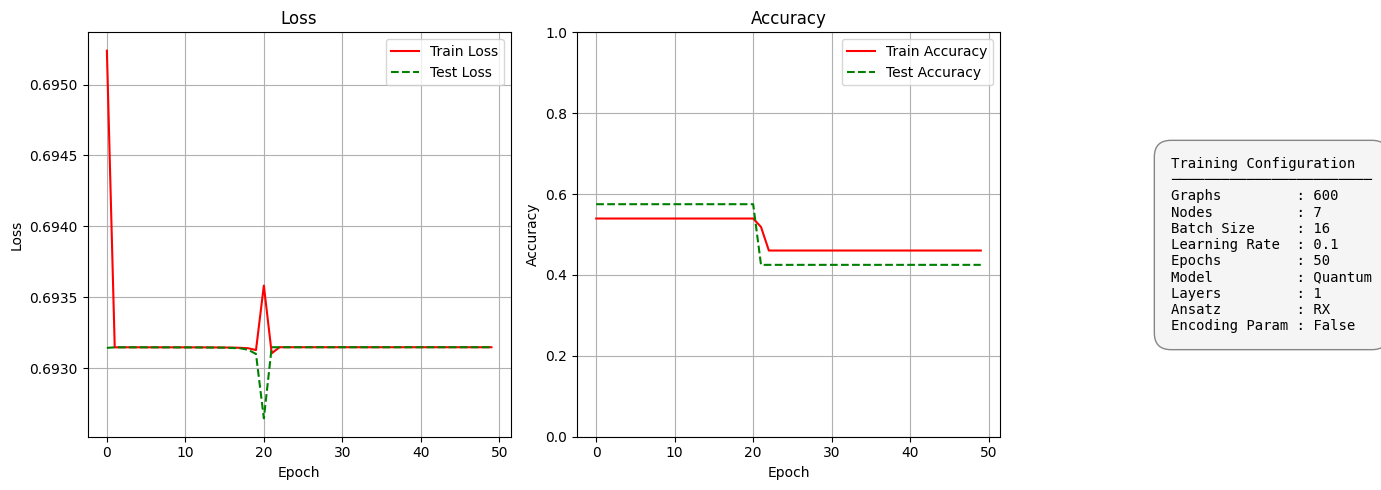 Loss
Train Loss
Test Loss
0.6950
0.6945
0.6940
0.6935
0.6930
Loss
0 10 20 30 40 50
Epoch
Accuracy
Train Accuracy
Test Accuracy
1.0
0.8
0.6
0.4
0.2
0.0
Accuracy
0 10 20 30 40 50
Epoch
Training Configuration
Graphs : 600
Nodes : 7
Batch Size : 16
Learning Rate : 0.1
Epochs : 50
Model : Quantum
Layers : 1
Ansatz : RX
Encoding Param : False